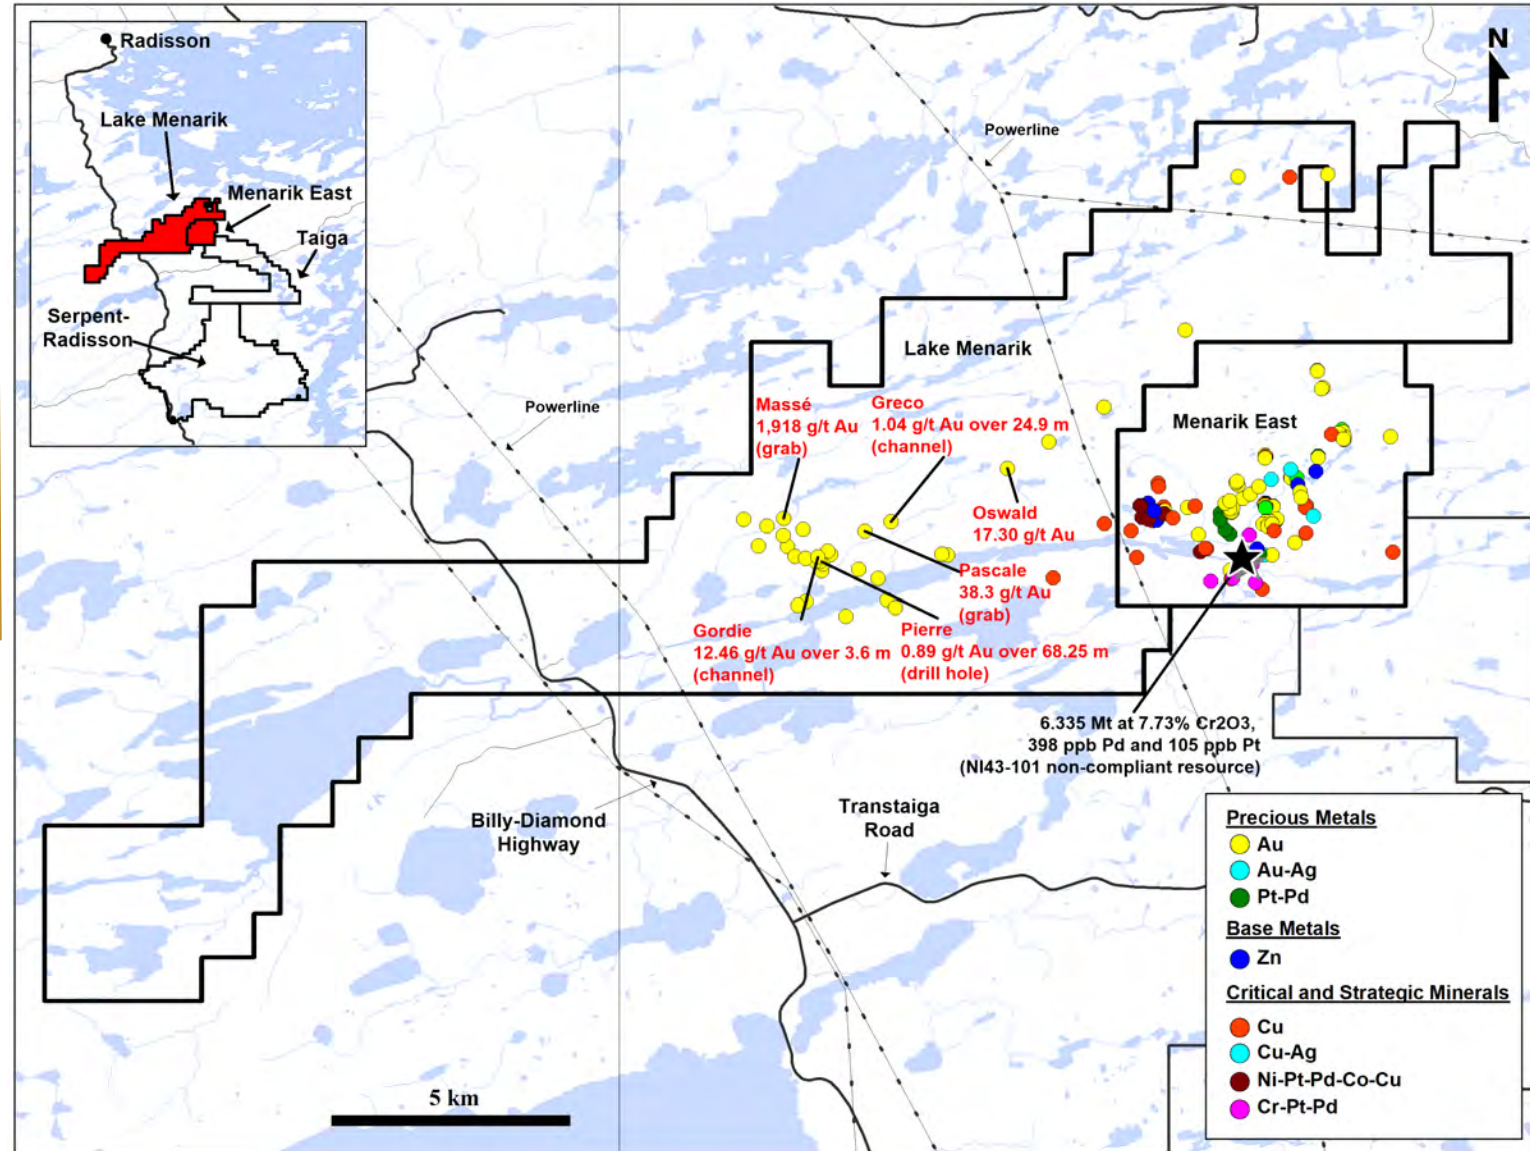 Radisson
Lake Menarik
Menarik East
Taiga
Serpent-
Radisson
N
Powerline
Lake Menarik
Menarik East
Powerline
Massé
1,918 g/t Au
(grab)
Greco
1.04 g/t Au over 24.9 m
(channel)
Oswald
17.30 g/t Au
Pascale
38.3 g/t Au
(grab)
Gordie
12.46 g/t Au over 3.6 m
(channel)
Pierre
0.89 g/t Au over 68.25 m
(drill hole)
6.335 Mt at 7.73% Cr2O3,
398 ppb Pd and 105 ppb Pt
(NI43-101 non-compliant resource)
Billy-Diamond
Highway
Transtaiga
Road
5 km
Precious Metals
Au
Au-Ag
Pt-Pd
Base Metals
Zn
Critical and Strategic Minerals
Cu
Cu-Ag
Ni-Pt-Pd-Co-Cu
Cr-Pt-Pd